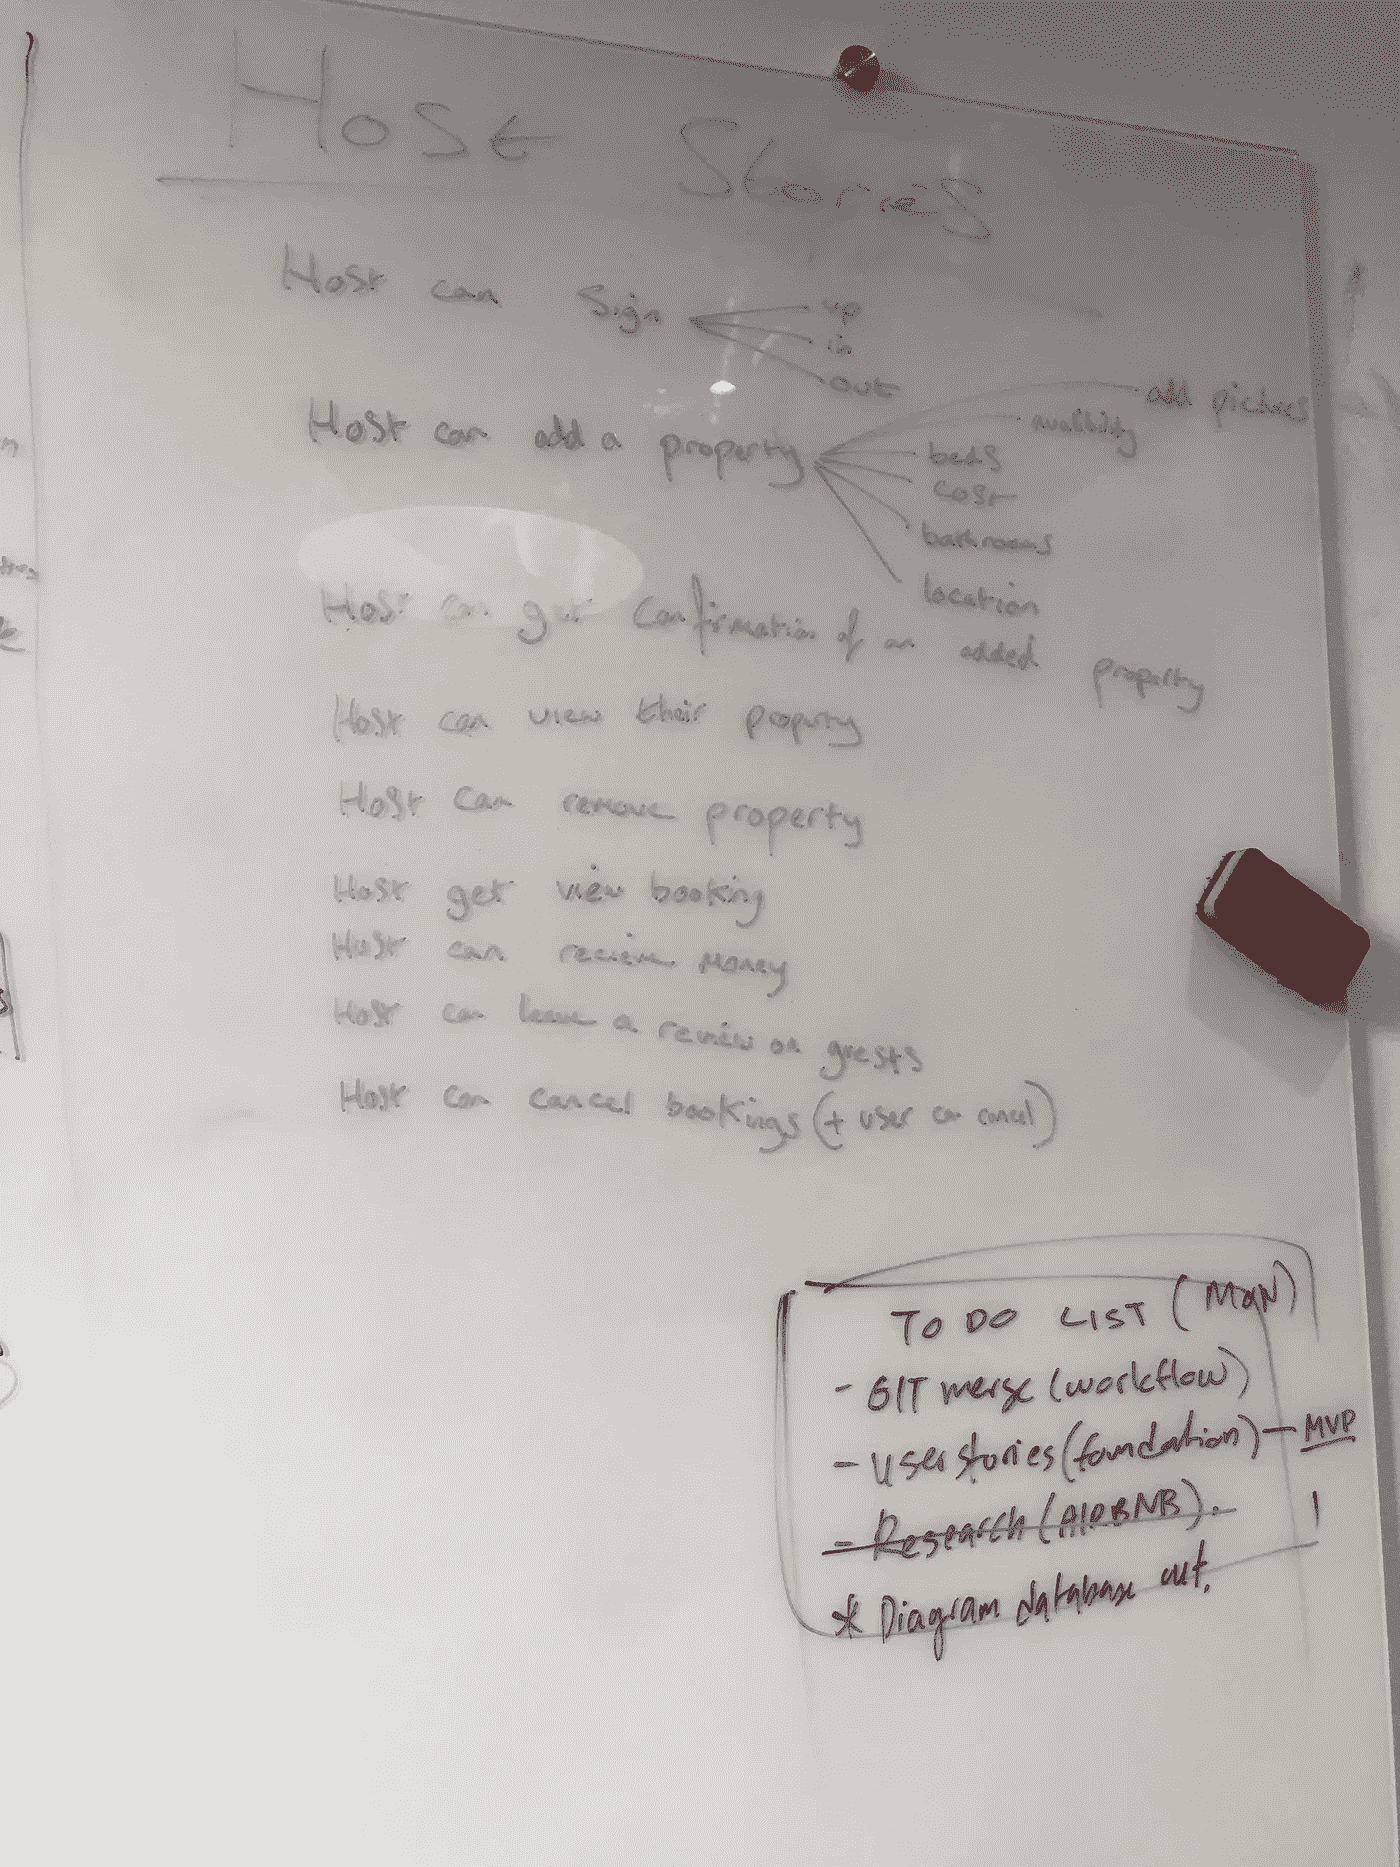 Host Stories
Host can Sign
up
in
out
Host can add a property
add pictures
avalibility
beds
cost
bathrooms
location
Host can get confirmation of an added property
Host can view their property
Host can remove property
Host get view booking
Host can recieve money
Host can leave a review on guests
Host can cancel bookings (+ user can cancel)
TO DO LIST (MON)
- GIT merge (workflow)
- User stories (foundation) - MVP
- Research (AIRBNB).
* Diagram database out.